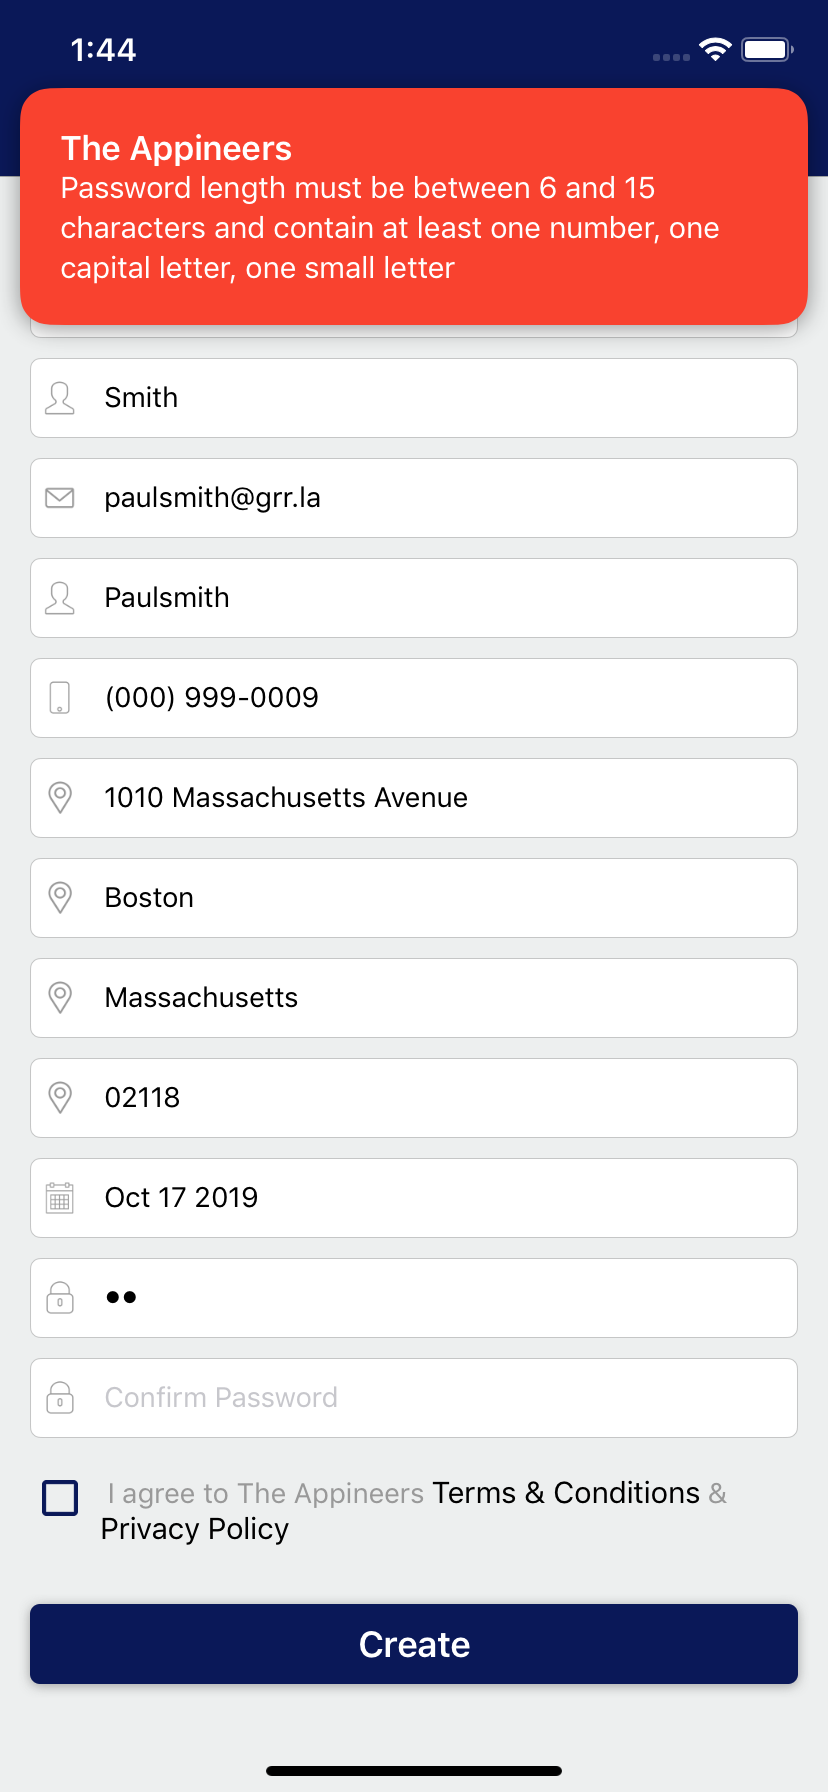 1:44
The Appineers
Password length must be between 6 and 15
characters and contain at least one number, one
capital letter, one small letter
Smith
paulsmith@grr.la
Paulsmith
(000) 999-0009
1010 Massachusetts Avenue
Boston
Massachusetts
02118
Oct 17 2019
••
Confirm Password
I agree to The Appineers Terms & Conditions &
Privacy Policy
Create